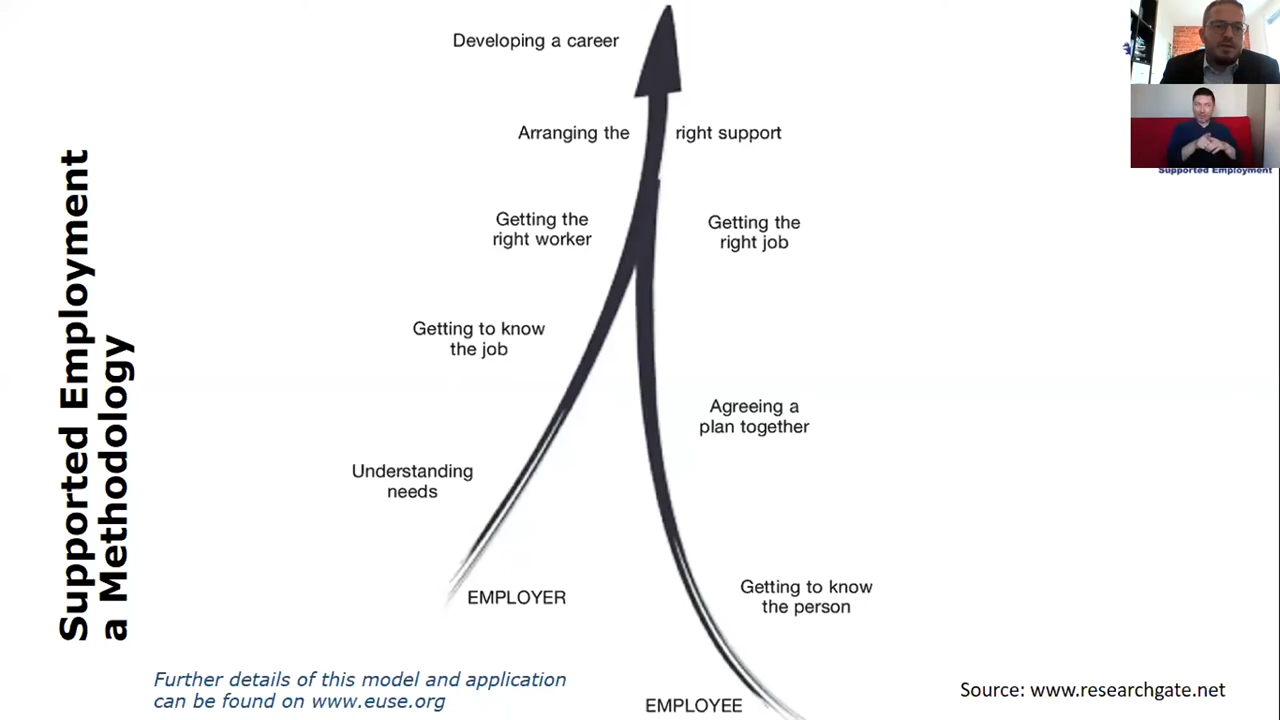 Supported Employment
a Methodology
Developing a career
Arranging the right support
Getting the
right worker
Getting the
right job
Getting to know
the job
Agreeing a
plan together
Understanding
needs
EMPLOYER
Getting to know
the person
EMPLOYEE
Further details of this model and application
can be found on www.euse.org
Source: www.researchgate.net
Supported Employment